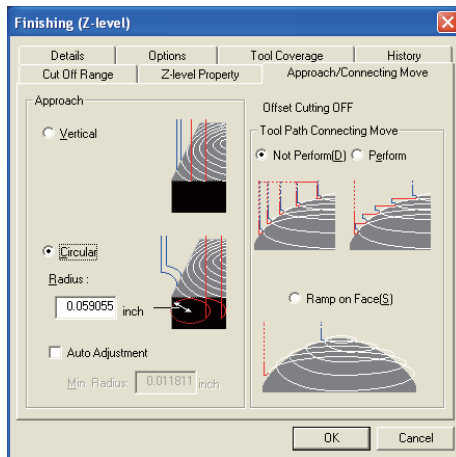 Finishing (Z-level)
Details Options Tool Coverage History
Cut Off Range Z-level Property Approach/Connecting Move
Approach
Vertical
Circular
Radius :
0.059055 inch
Auto Adjustment
Min. Radius: 0.011811 inch
Offset Cutting OFF
Tool Path Connecting Move
Not Perform(D) Perform
Ramp on Face(S)
OK Cancel